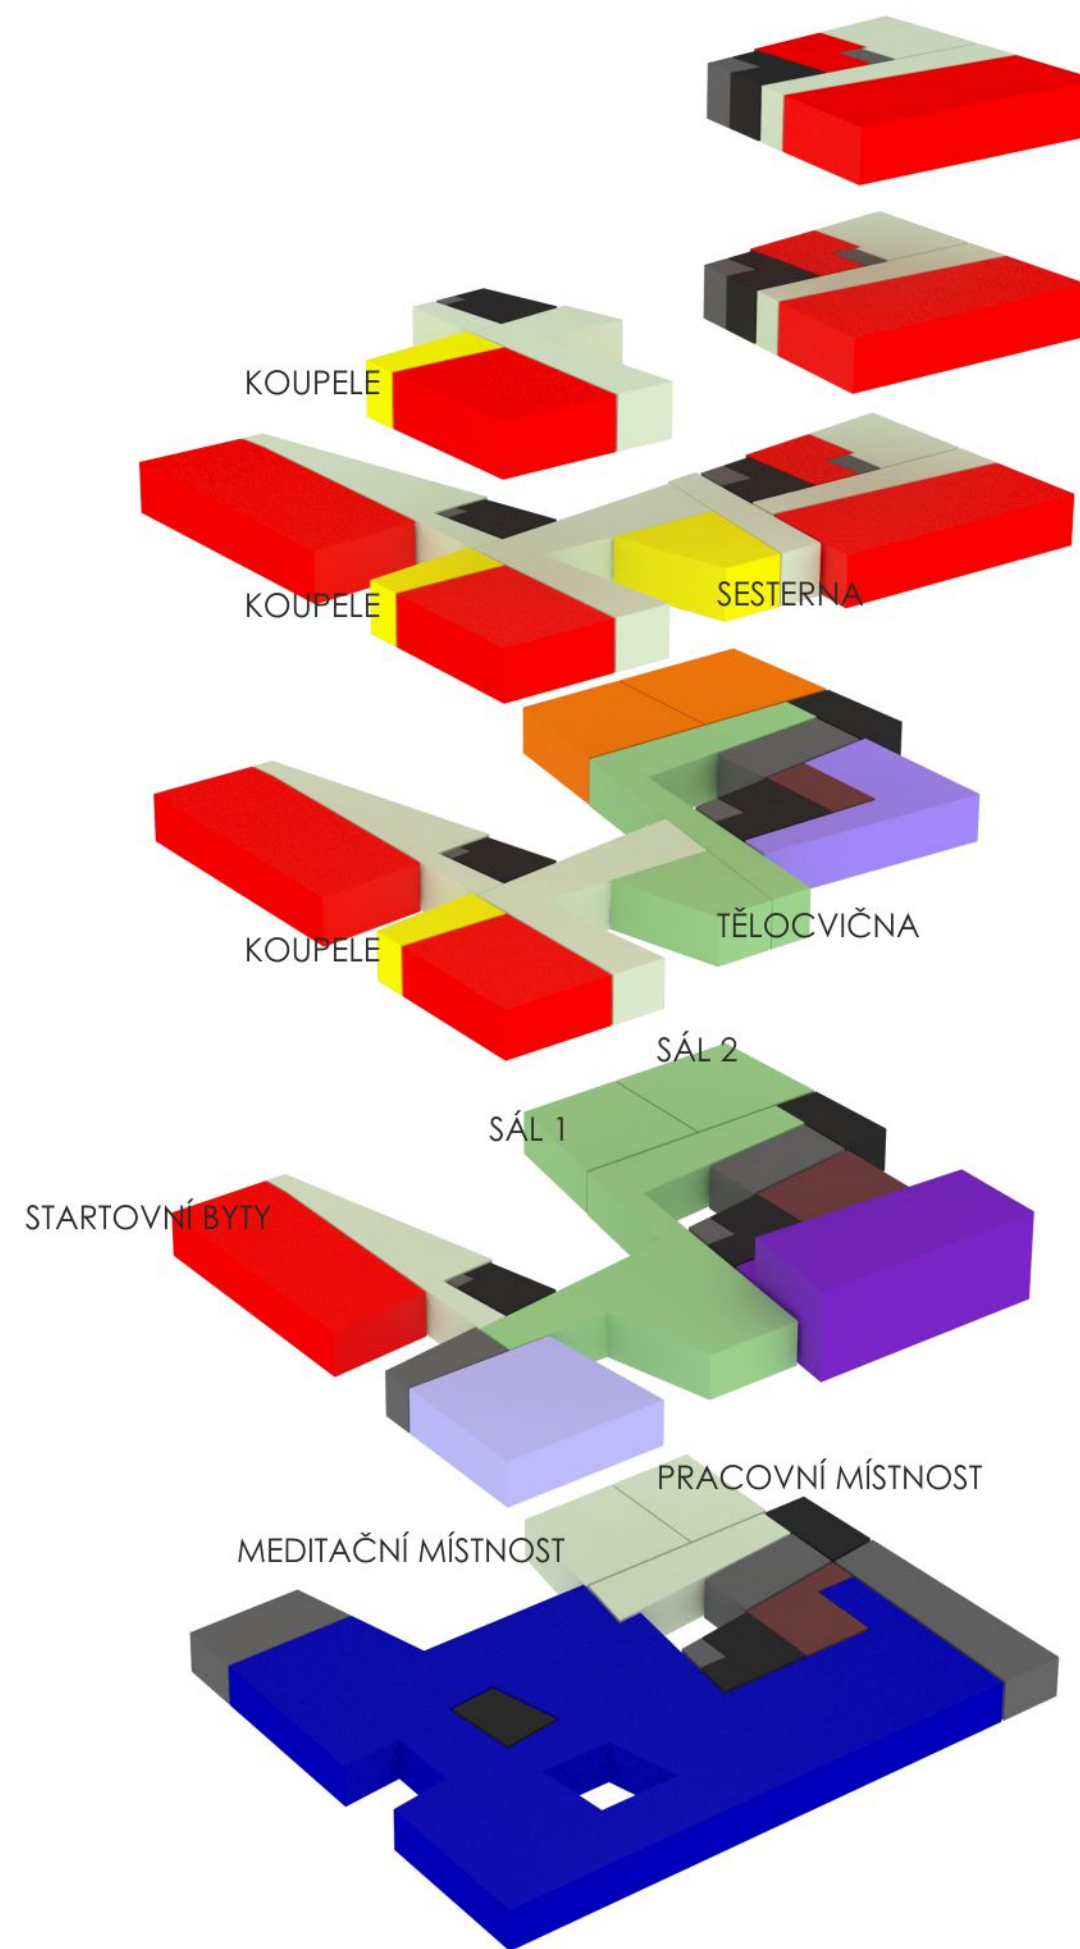 KOUPELE
KOUPELE
SESTERNA
TĚLOCVIČNA
KOUPELE
SÁL 2
SÁL 1
STARTOVNÍ BYTY
PRACOVNÍ MÍSTNOST
MEDITAČNÍ MÍSTNOST